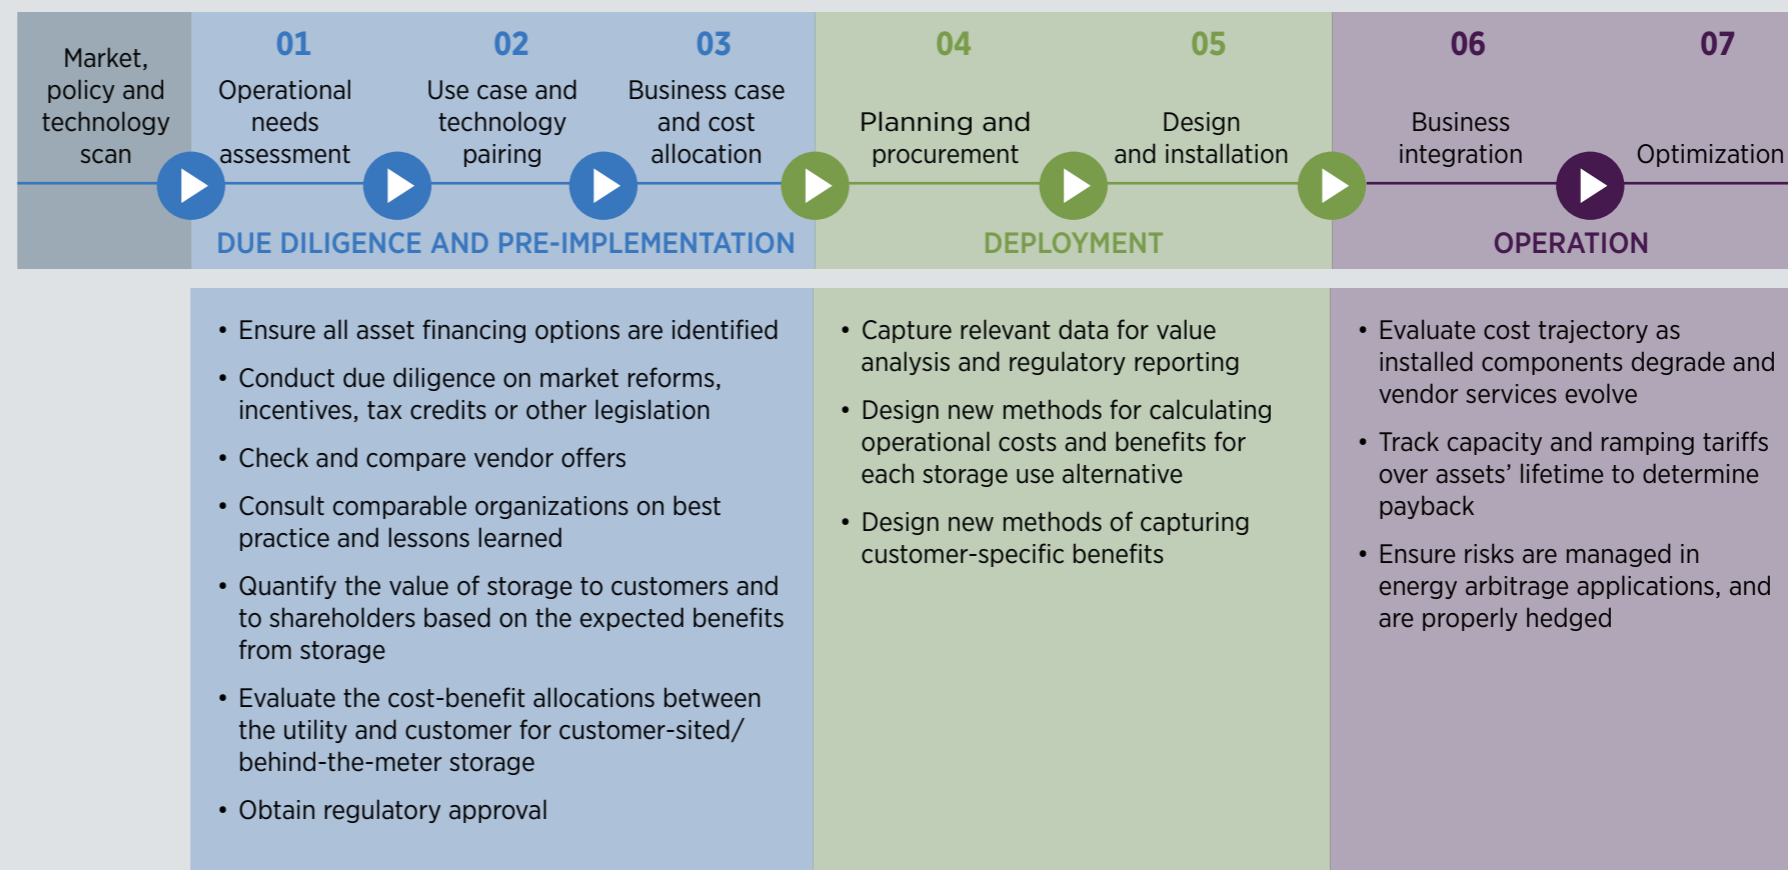 Market,
policy and
technology
scan
01
Operational
needs
assessment
02
Use case and
technology
pairing
03
Business case
and cost
allocation
04
Planning and
procurement
05
Design
and installation
06
Business
integration
07
Optimization
DUE DILIGENCE AND PRE-IMPLEMENTATION
DEPLOYMENT
OPERATION
• Ensure all asset financing options are identified
• Conduct due diligence on market reforms,
incentives, tax credits or other legislation
• Check and compare vendor offers
• Consult comparable organizations on best
practice and lessons learned
• Quantify the value of storage to customers and
to shareholders based on the expected benefits
from storage
• Evaluate the cost-benefit allocations between
the utility and customer for customer-sited/
behind-the-meter storage
• Obtain regulatory approval
• Capture relevant data for value
analysis and regulatory reporting
• Design new methods for calculating
operational costs and benefits for
each storage use alternative
• Design new methods of capturing
customer-specific benefits
• Evaluate cost trajectory as
installed components degrade and
vendor services evolve
• Track capacity and ramping tariffs
over assets’ lifetime to determine
payback
• Ensure risks are managed in
energy arbitrage applications, and
are properly hedged